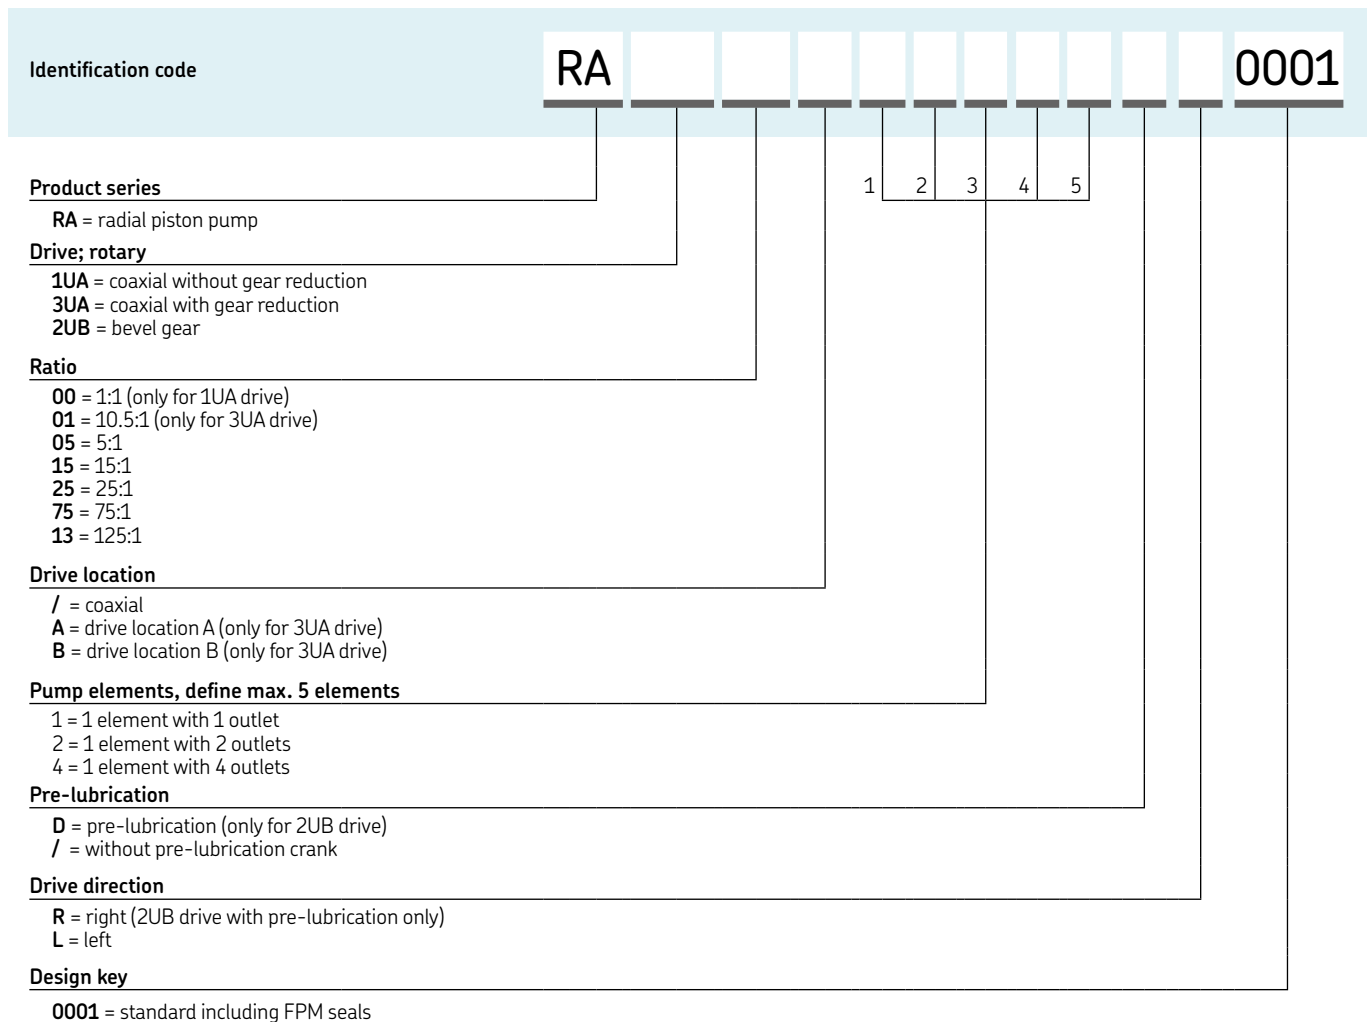 Identification code RA 0001
Product series 1 2 3 4 5
RA = radial piston pump
Drive; rotary
1UA = coaxial without gear reduction
3UA = coaxial with gear reduction
2UB = bevel gear
Ratio
00 = 1:1 (only for 1UA drive)
01 = 10.5:1 (only for 3UA drive)
05 = 5:1
15 = 15:1
25 = 25:1
75 = 75:1
13 = 125:1
Drive location
/ = coaxial
A = drive location A (only for 3UA drive)
B = drive location B (only for 3UA drive)
Pump elements, define max. 5 elements
1 = 1 element with 1 outlet
2 = 1 element with 2 outlets
4 = 1 element with 4 outlets
Pre-lubrication
D = pre-lubrication (only for 2UB drive)
/ = without pre-lubrication crank
Drive direction
R = right (2UB drive with pre-lubrication only)
L = left
Design key
0001 = standard including FPM seals